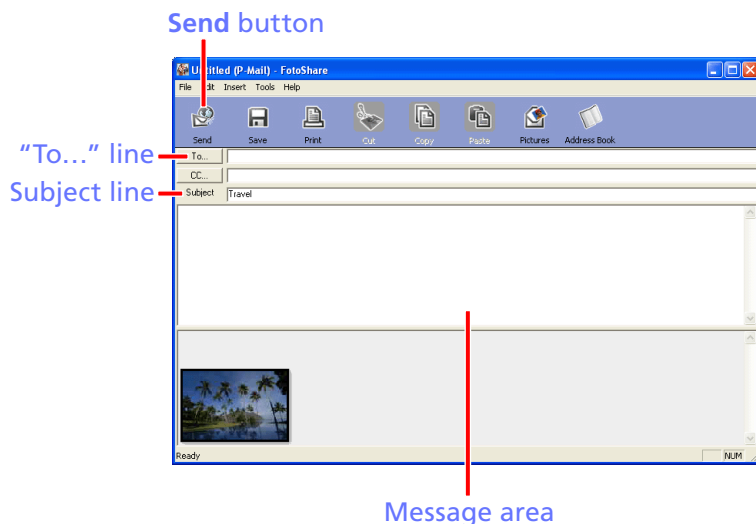 Send button
Untitled (P-Mail) - FotoShare
File Edit Insert Tools Help
Send Save Print Cut Copy Paste Pictures Address Book
“To…” line
To...
CC...
Subject line
Subject Travel
Ready NUM
Message area